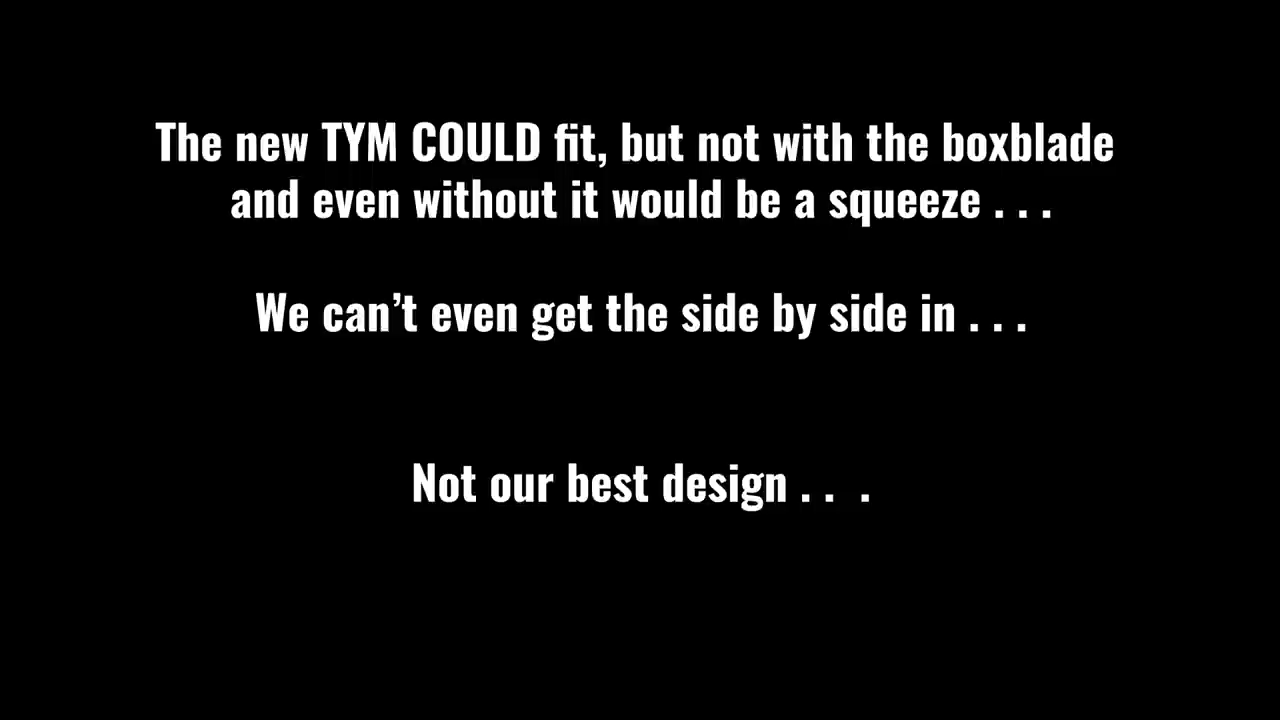 The new TYM COULD fit, but not with the boxblade
and even without it would be a squeeze . . .
We can’t even get the side by side in . . .
Not our best design . . .